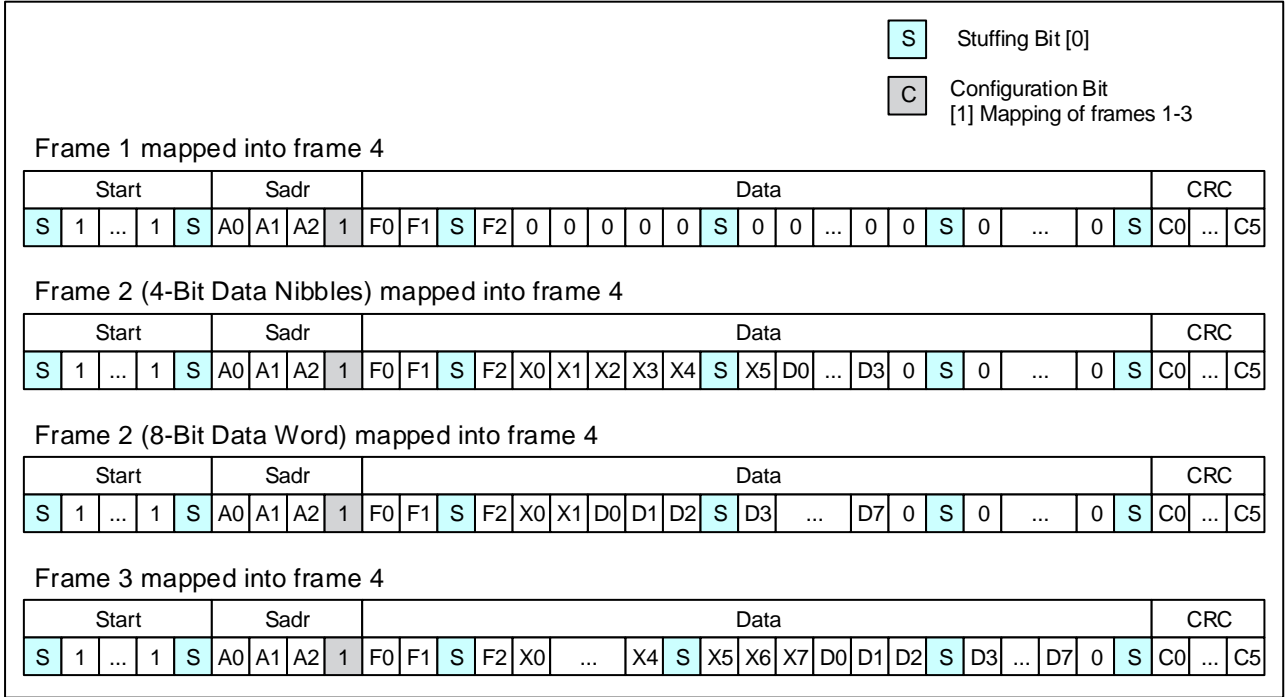 S Stuffing Bit [0]
C Configuration Bit
[1] Mapping of frames 1-3
Frame 1 mapped into frame 4
Start Sadr Data CRC
S 1 ... 1 S A0 A1 A2 1 F0 F1 S F2 0 0 0 0 0 S 0 0 ... 0 0 S 0 ... 0 S C0 ... C5
Frame 2 (4-Bit Data Nibbles) mapped into frame 4
Start Sadr Data CRC
S 1 ... 1 S A0 A1 A2 1 F0 F1 S F2 X0 X1 X2 X3 X4 S X5 D0 ... D3 0 S 0 ... 0 S C0 ... C5
Frame 2 (8-Bit Data Word) mapped into frame 4
Start Sadr Data CRC
S 1 ... 1 S A0 A1 A2 1 F0 F1 S F2 X0 X1 D0 D1 D2 S D3 ... D7 0 S 0 ... 0 S C0 ... C5
Frame 3 mapped into frame 4
Start Sadr Data CRC
S 1 ... 1 S A0 A1 A2 1 F0 F1 S F2 X0 ... X4 S X5 X6 X7 D0 D1 D2 S D3 ... D7 0 S C0 ... C5